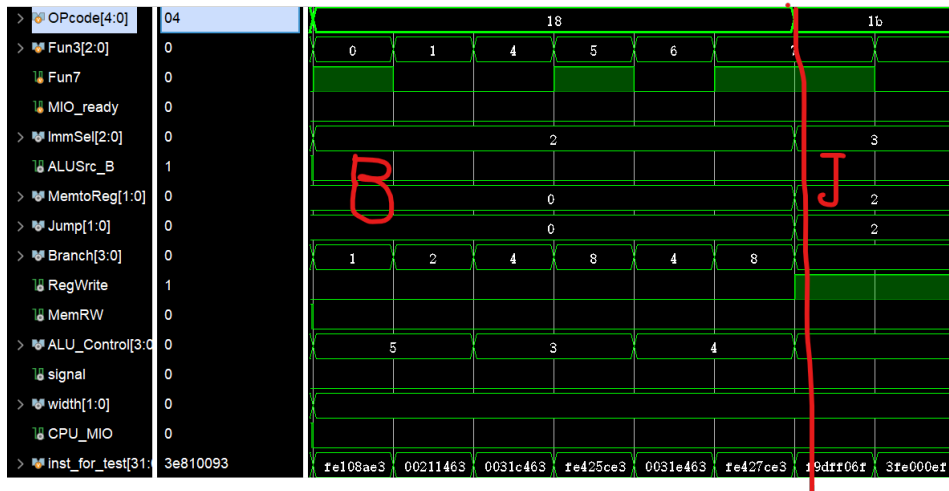 OPcode[4:0] 04 18 1b
Fun3[2:0] 0 0 1 4 5 6 7
Fun7 0
MIO_ready 0
ImmSel[2:0] 0 2 3
ALUSrc_B 1
B J
MemtoReg[1:0] 0 0 2
Jump[1:0] 0 0 2
Branch[3:0] 0 1 2 4 8 4 8
RegWrite 1
MemRW 0
ALU_Control[3:0 0 5 3 4
signal 0
width[1:0] 0
CPU_MIO 0
inst_for_test[31: 3e810093 fe108ae3 00211463 0031c463 fe425ce3 0031e463 fe427ce3 f9dff06f 3fe000ef